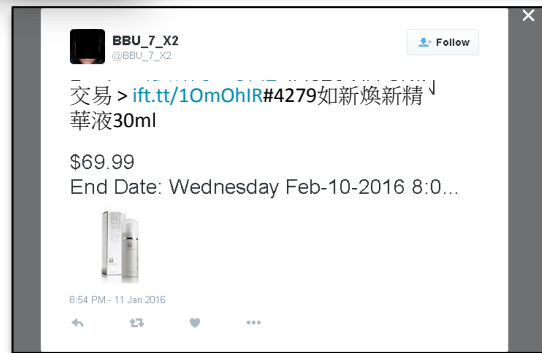 BBU_7_X2
@BBU_7_X2
Follow
交易 > ift.tt/1OmOhIR#4279如新煥新精
華液30ml
$69.99
End Date: Wednesday Feb-10-2016 8:0...
8:54 PM - 11 Jan 2016